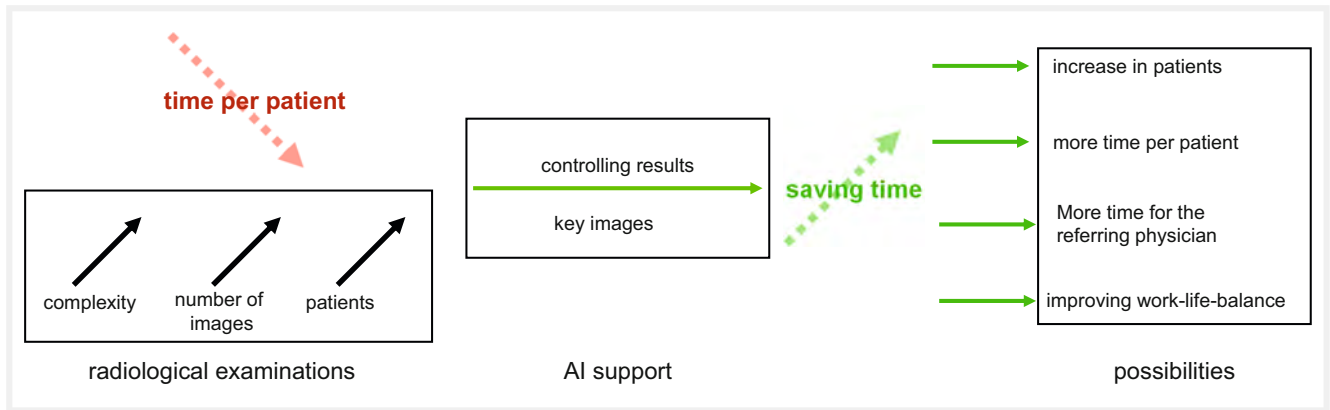 time per patient
complexity
number of
images
patients
radiological examinations
controlling results
key images
AI support
saving time
increase in patients
more time per patient
More time for the
referring physician
improving work-life-balance
possibilities